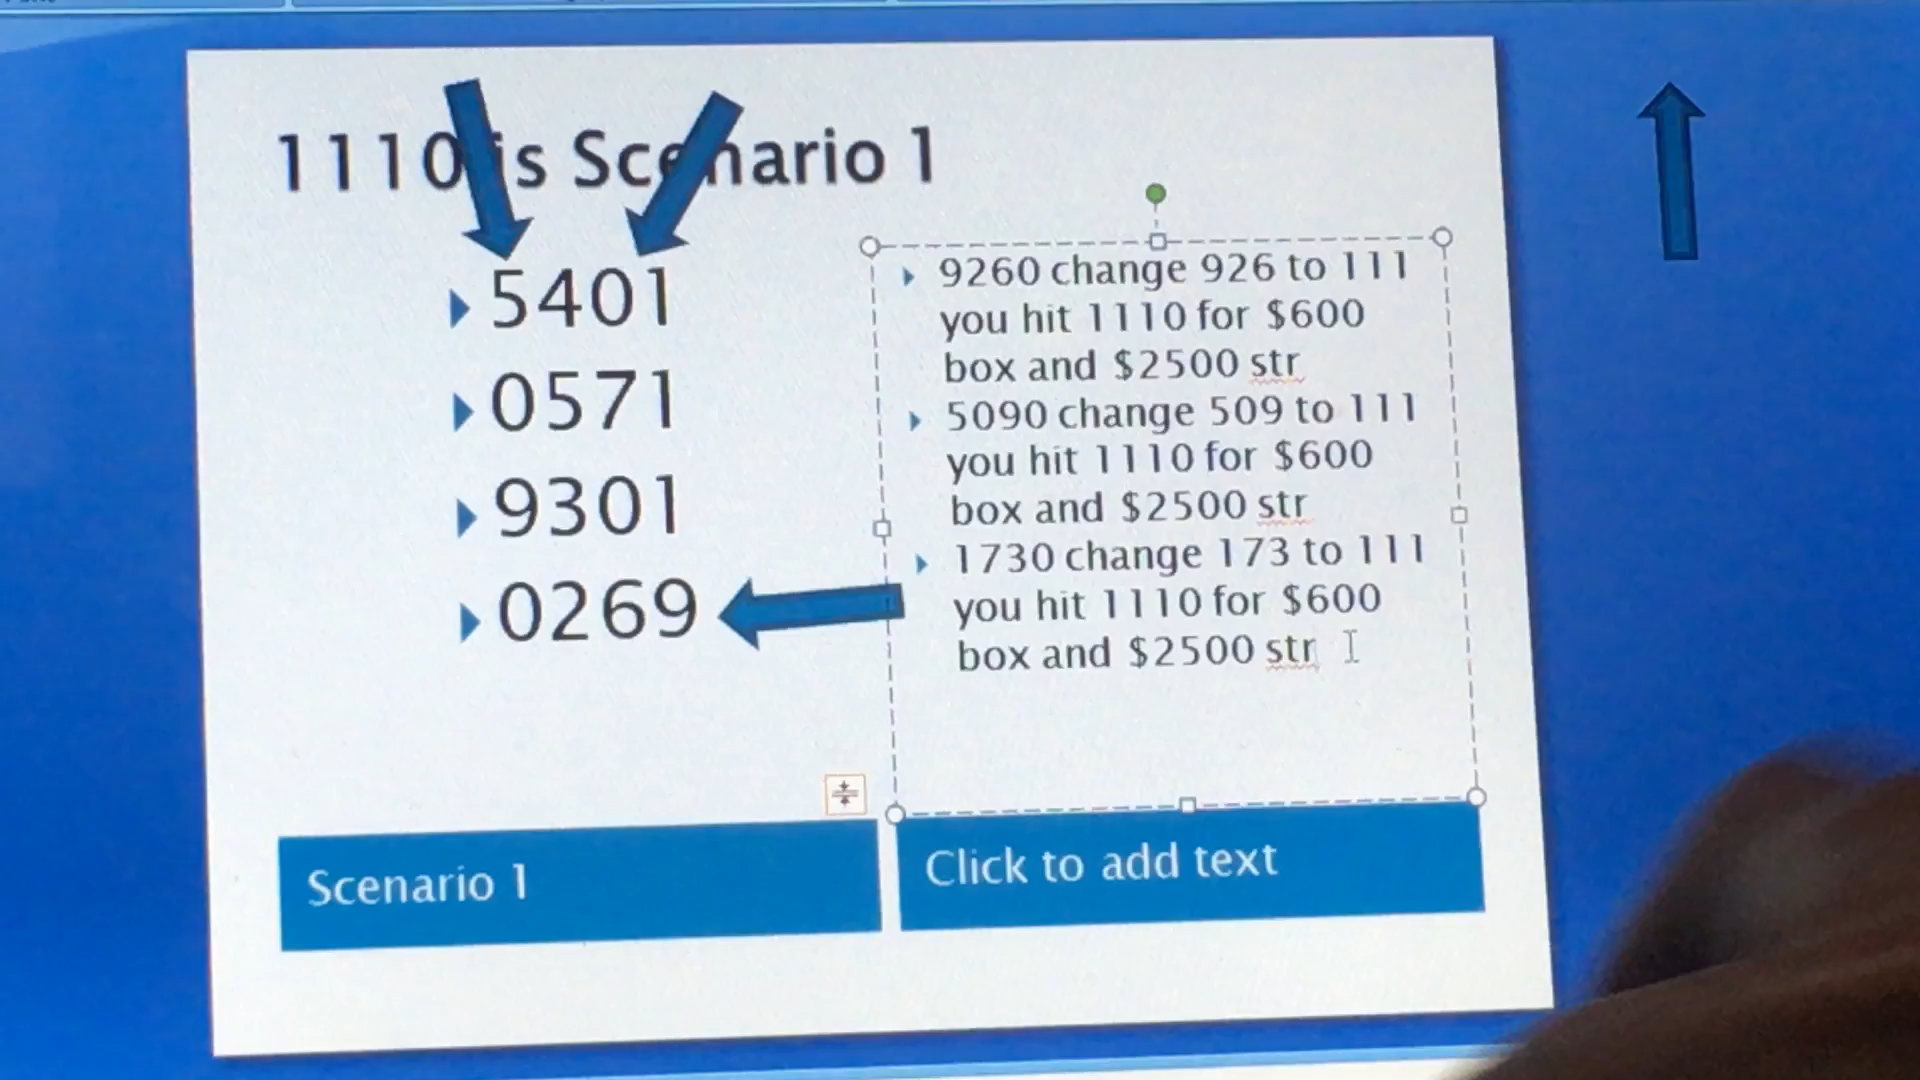 1110 is Scenario 1
5401
0571
9301
0269
9260 change 926 to 111
you hit 1110 for $600
box and $2500 str
5090 change 509 to 111
you hit 1110 for $600
box and $2500 str
1730 change 173 to 111
you hit 1110 for $600
box and $2500 str
Scenario 1
Click to add text